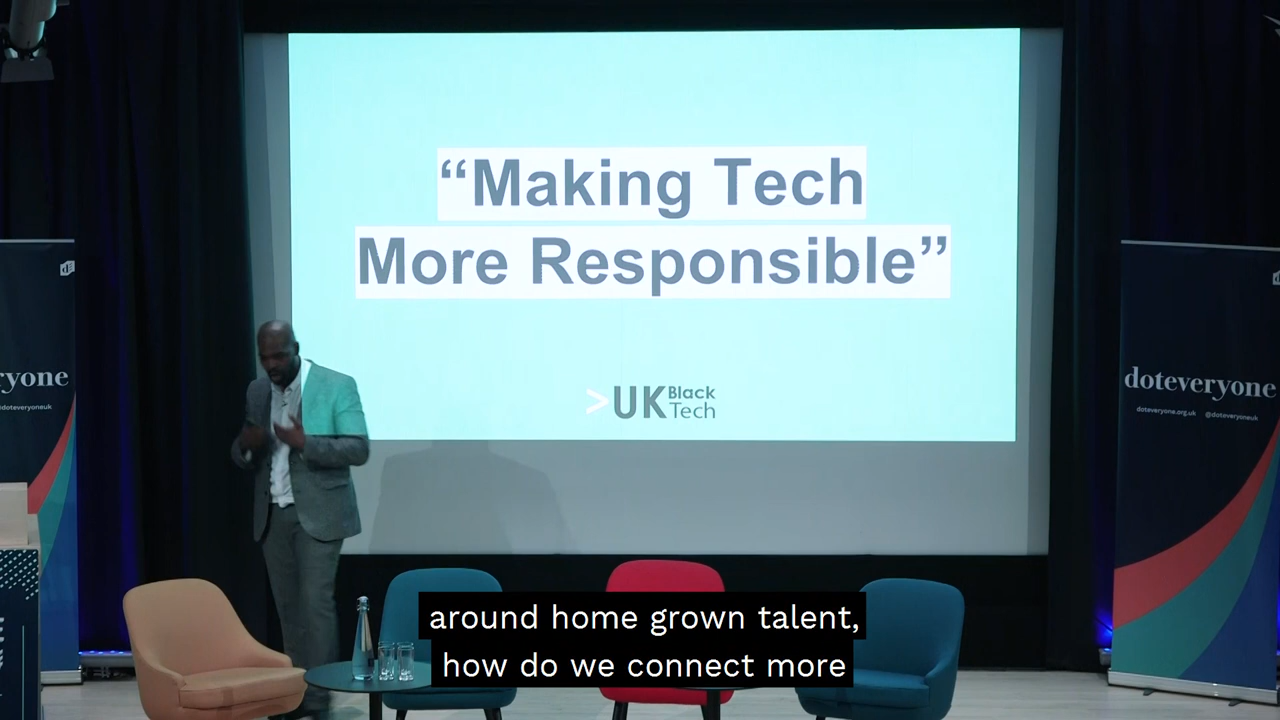 “Making Tech
More Responsible”
>UK Black
Tech
doteveryone
doteveryone.org.uk @doteveryoneuk
ryone
doteveryoneuk
around home grown talent,
how do we connect more